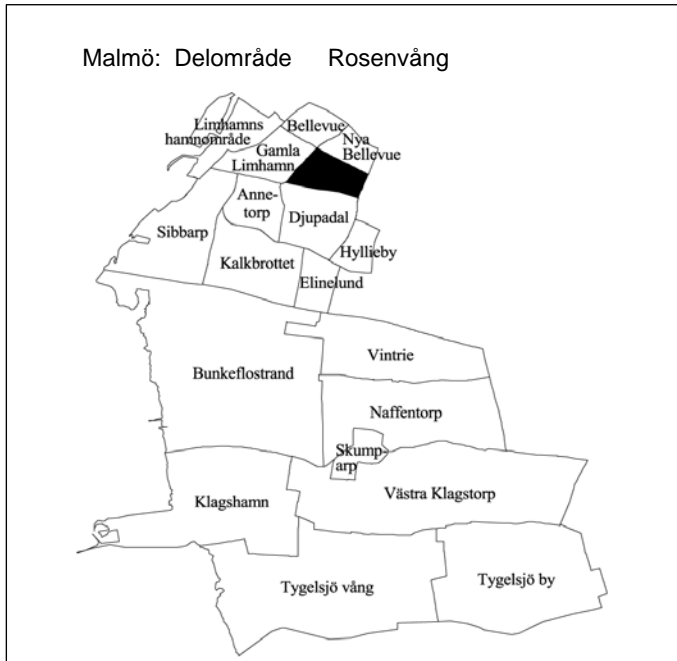 Malmö: Delområde Rosenvång
Limhamns
hamnområde
Bellevue
Nya
Bellevue
Gamla
Limhamn
Anne-
torp
Djupadal
Sibbarp
Hyllieby
Kalkbrottet
Elinelund
Vintrie
Bunkeflostrand
Naffentorp
Skump-
arp
Västra Klagstorp
Klagshamn
Tygelsjö vång
Tygelsjö by